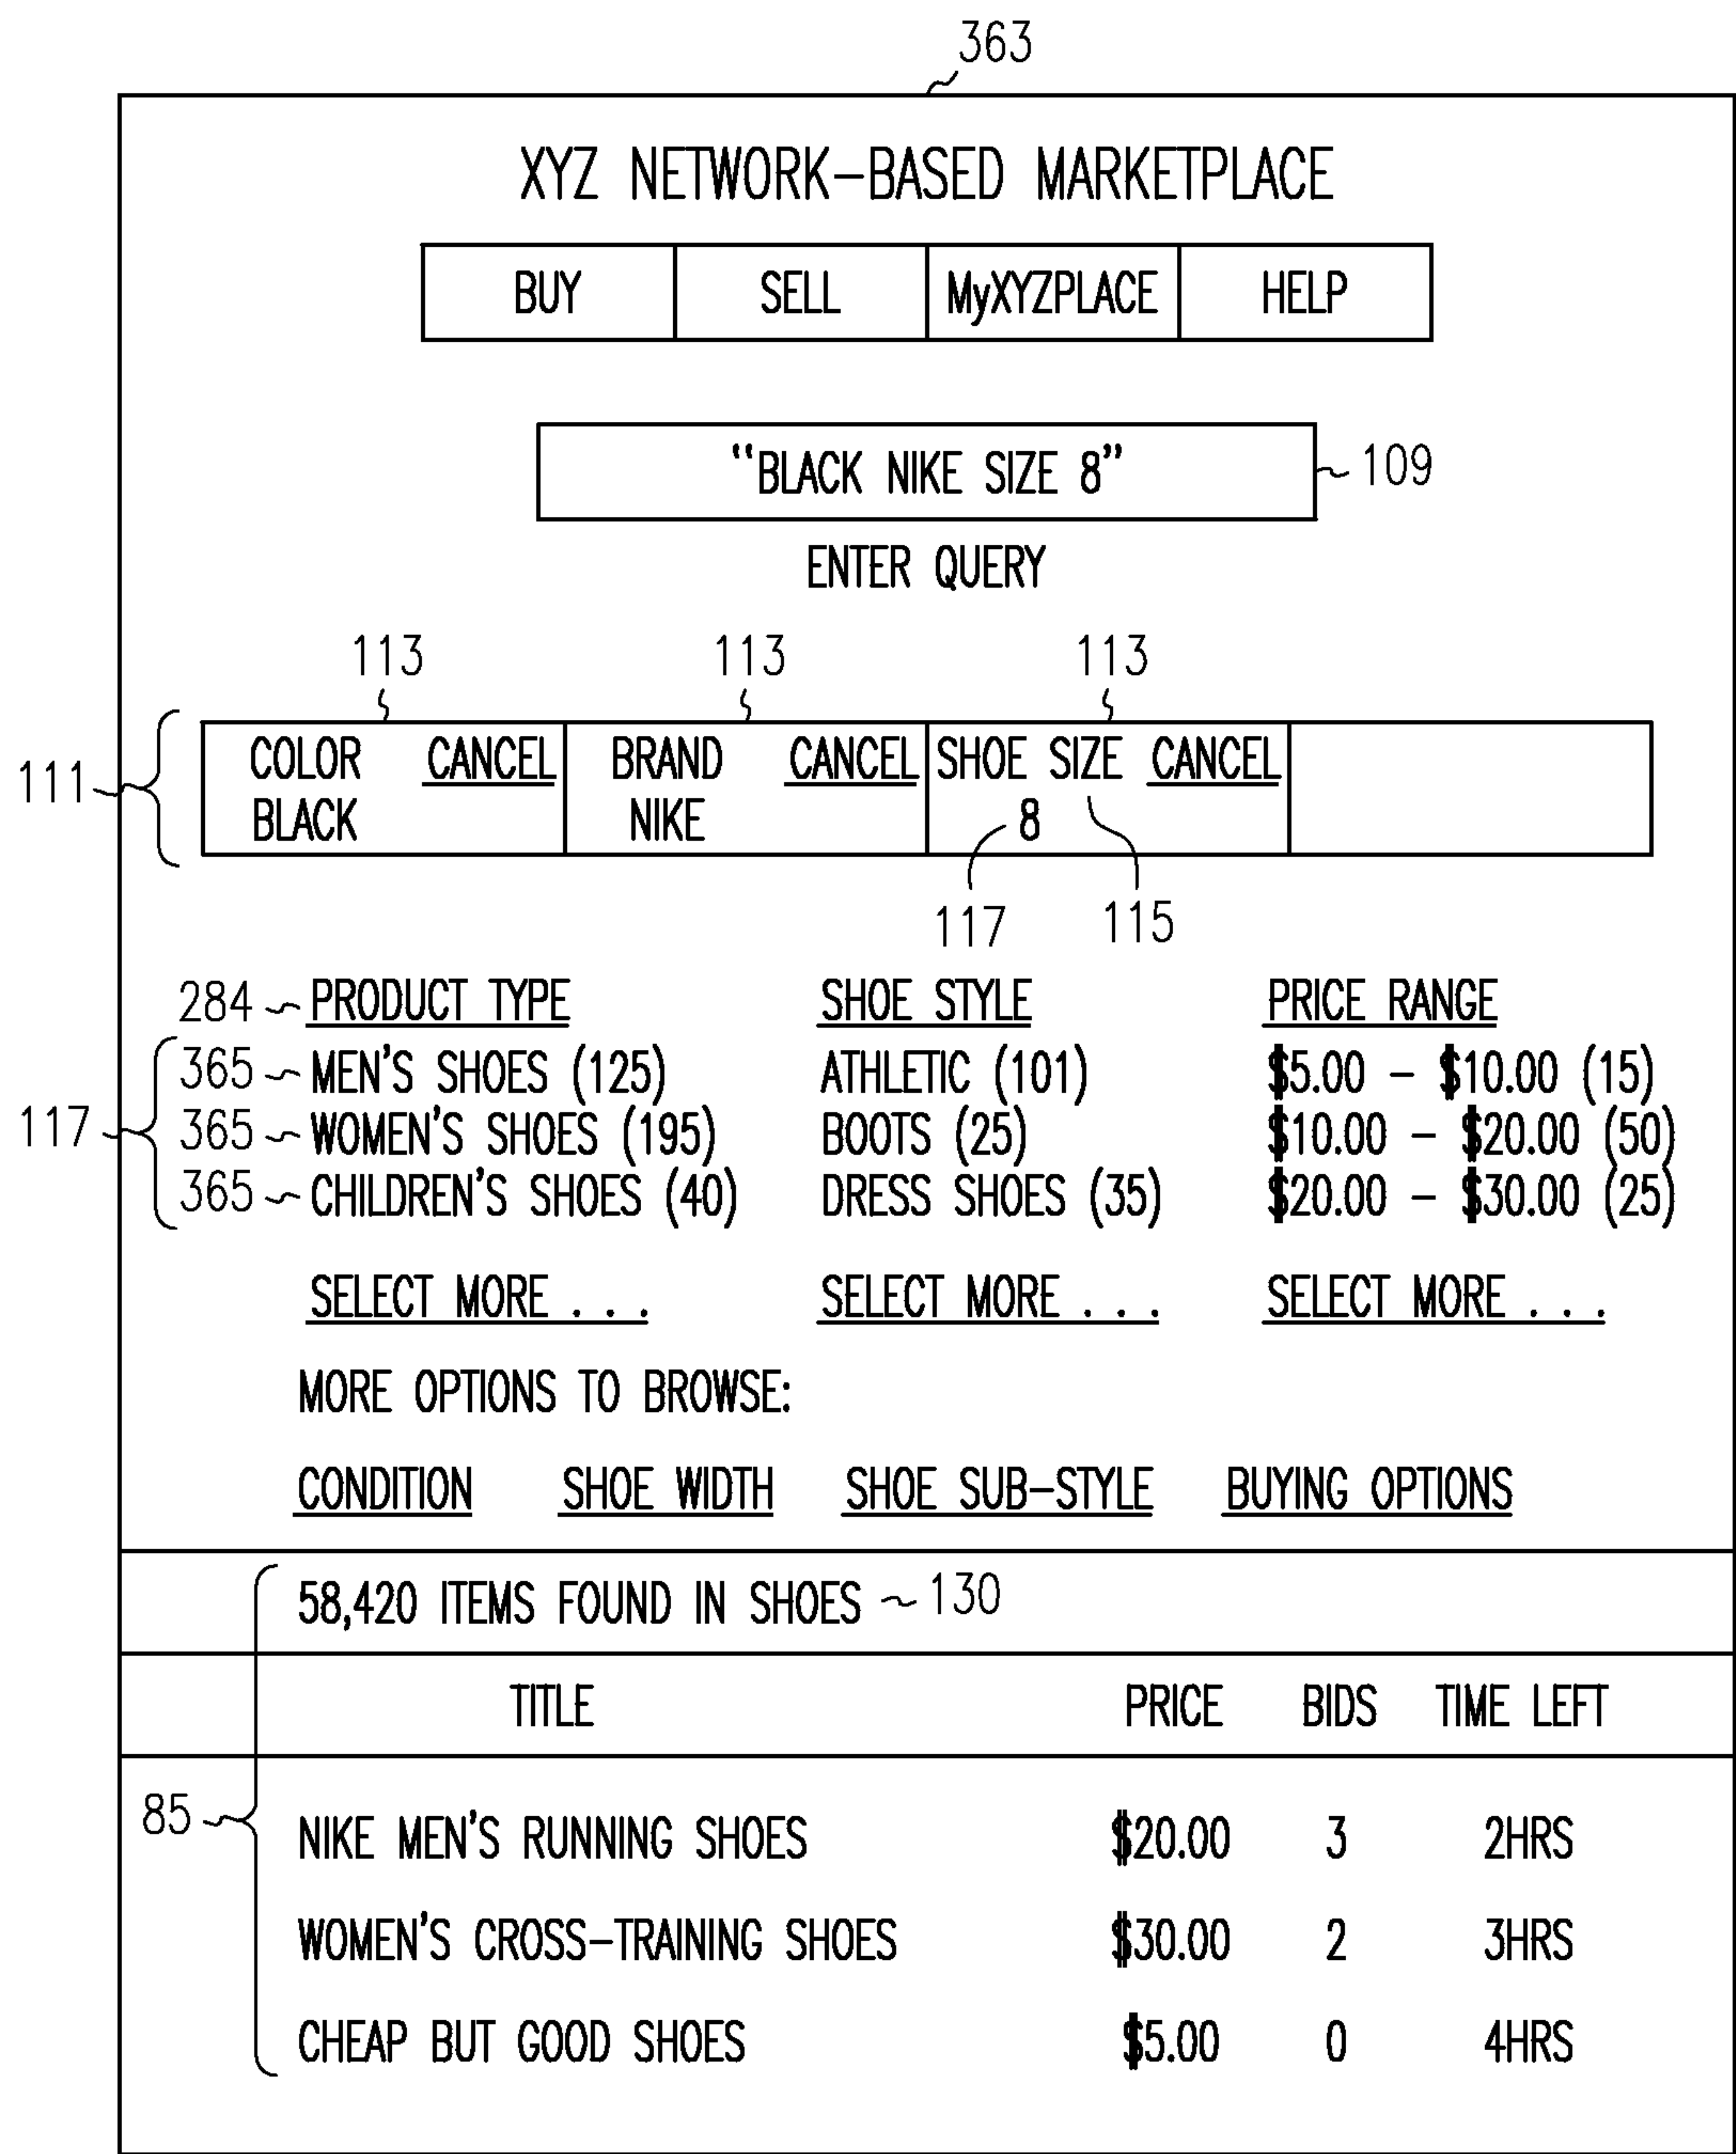 363
XYZ NETWORK-BASED MARKETPLACE
BUY SELL MyXYZPLACE HELP
"BLACK NIKE SIZE 8" 109
ENTER QUERY
113 113 113
111 COLOR CANCEL BRAND CANCEL SHOE SIZE CANCEL
BLACK NIKE 8
117 115
284 PRODUCT TYPE SHOE STYLE PRICE RANGE
365 MEN'S SHOES (125) ATHLETIC (101) $5.00 - $10.00 (15)
117 365 WOMEN'S SHOES (195) BOOTS (25) $10.00 - $20.00 (50)
365 CHILDREN'S SHOES (40) DRESS SHOES (35) $20.00 - $30.00 (25)
SELECT MORE . . . SELECT MORE . . . SELECT MORE . . .
MORE OPTIONS TO BROWSE:
CONDITION SHOE WIDTH SHOE SUB-STYLE BUYING OPTIONS
58,420 ITEMS FOUND IN SHOES 130
TITLE PRICE BIDS TIME LEFT
85 NIKE MEN'S RUNNING SHOES $20.00 3 2HRS
WOMEN'S CROSS-TRAINING SHOES $30.00 2 3HRS
CHEAP BUT GOOD SHOES $5.00 0 4HRS